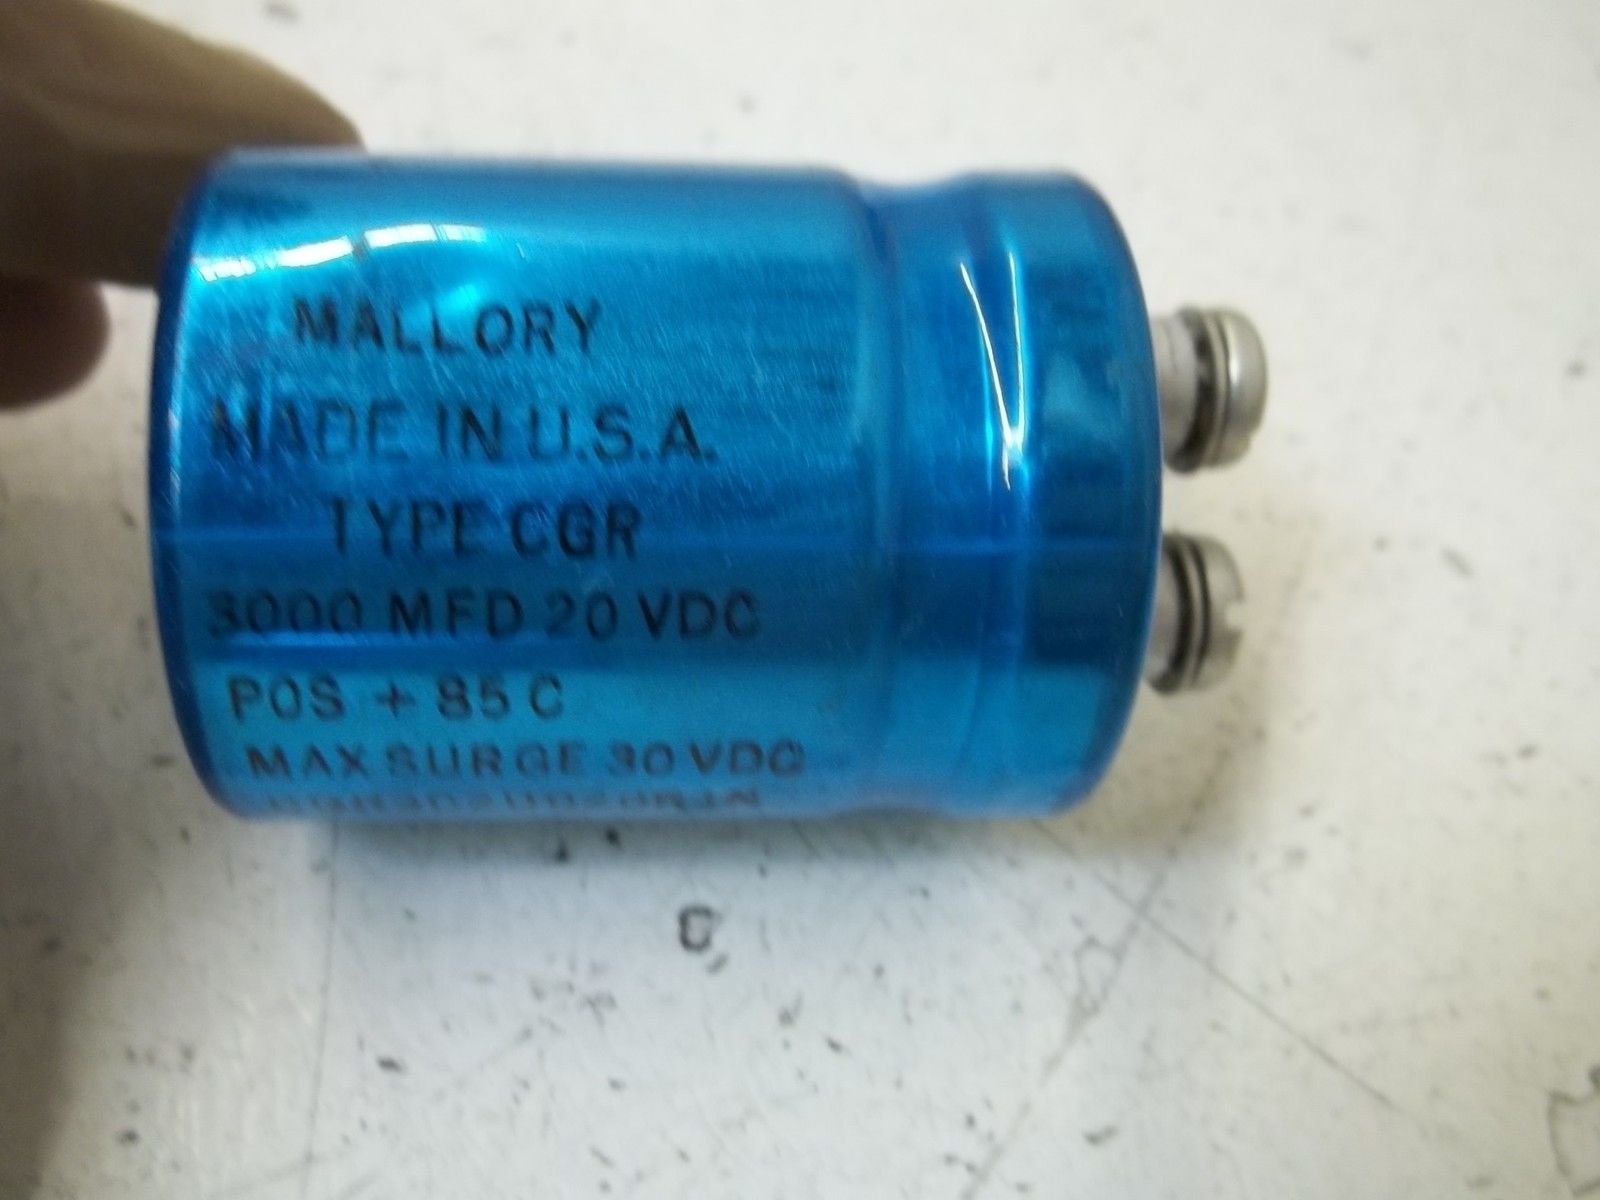 MALLORY
MADE IN U.S.A.
TYPE CGR
3000 MFD 20 VDC
POS + 85 C
MAX SURGE 30 VDC